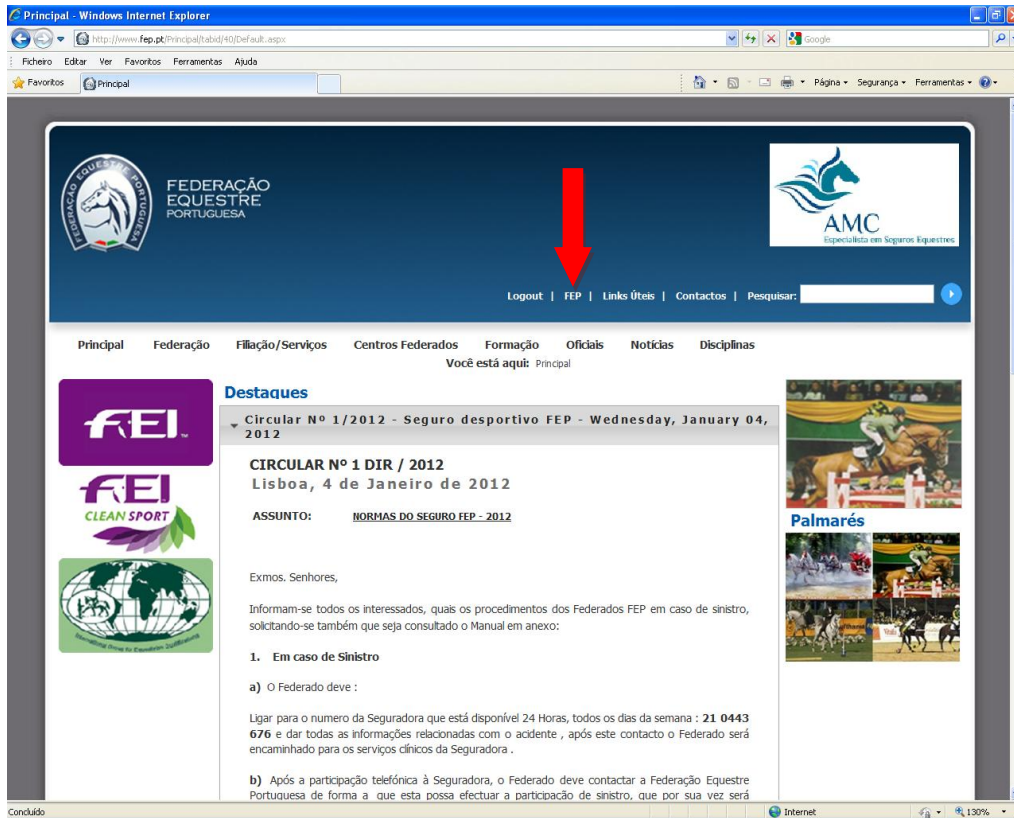 Principal - Windows Internet Explorer
http://www.fep.pt/Principal/tabid/40/Default.aspx
Google
Ficheiro Editar Ver Favoritos Ferramentas Ajuda
Favoritos Principal
Página Segurança Ferramentas
FEDERAÇÃO EQUESTRE PORTUGUESA
FEDERAÇÃO
EQUESTRE
PORTUGUESA
AMC
Especialista em Seguros Equestres
Logout | FEP | Links Úteis | Contactos | Pesquisar:
Principal Federação Filiação/Serviços Centros Federados Formação Oficiais Notícias Disciplinas
Você está aqui: Principal
FEI
FEI
CLEAN SPORT
Destaques
Circular Nº 1/2012 - Seguro desportivo FEP - Wednesday, January 04,
2012
CIRCULAR Nº 1 DIR / 2012
Lisboa, 4 de Janeiro de 2012
ASSUNTO: NORMAS DO SEGURO FEP - 2012
Exmos. Senhores,
Informam-se todos os interessados, quais os procedimentos dos Federados FEP em caso de sinistro,
solicitando-se também que seja consultado o Manual em anexo:
1. Em caso de Sinistro
a) O Federado deve :
Ligar para o numero da Seguradora que está disponível 24 Horas, todos os dias da semana : 21 0443
676 e dar todas as informações relacionadas com o acidente , após este contacto o Federado será
encaminhado para os serviços clínicos da Seguradora .
b) Após a participação telefónica à Seguradora, o Federado deve contactar a Federação Equestre
Portuguesa de forma a que esta possa efectuar a participação de sinistro, que por sua vez será
Palmarés
Concluído
Internet
130%